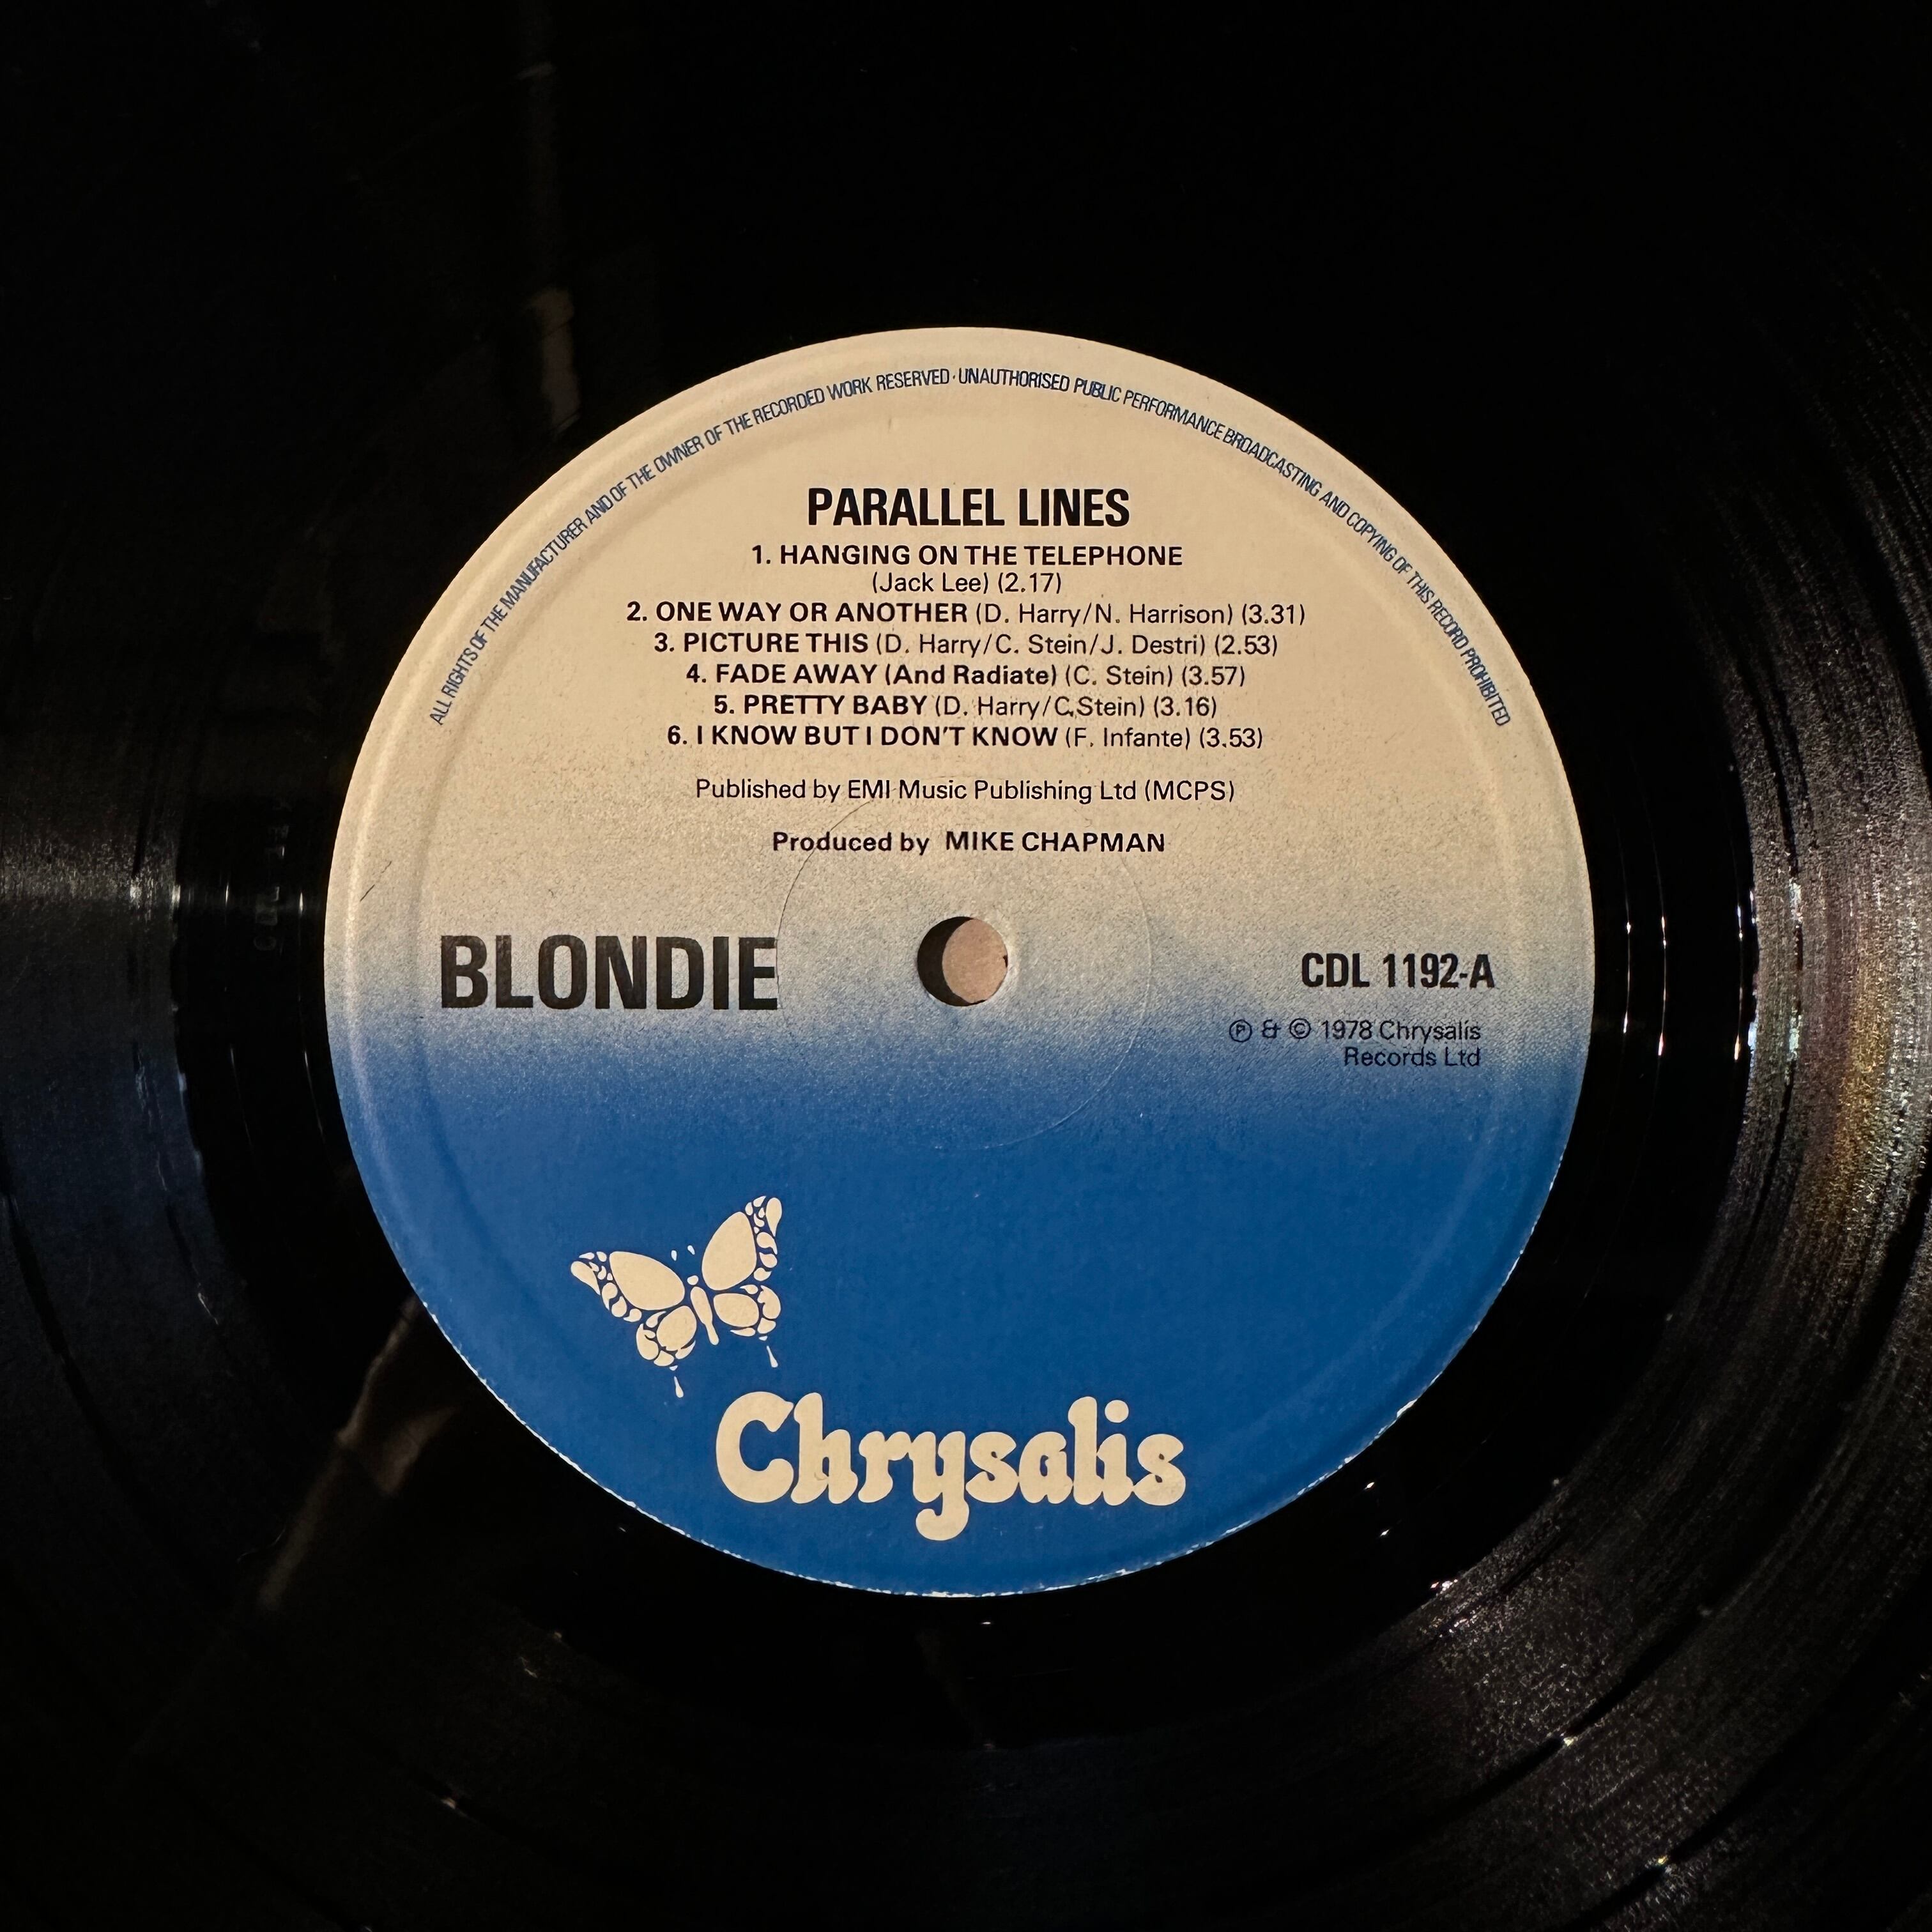 ALL RIGHTS OF THE MANUFACTURER AND OF THE OWNER OF THE RECORDED WORK RESERVED · UNAUTHORISED PUBLIC PERFORMANCE BROADCASTING AND COPYING OF THIS RECORD PROHIBITED
PARALLEL LINES
1. HANGING ON THE TELEPHONE
(Jack Lee) (2.17)
2. ONE WAY OR ANOTHER (D. Harry/N. Harrison) (3.31)
3. PICTURE THIS (D. Harry/C. Stein/J. Destri) (2.53)
4. FADE AWAY (And Radiate) (C. Stein) (3.57)
5. PRETTY BABY (D. Harry/C.Stein) (3.16)
6. I KNOW BUT I DON'T KNOW (F. Infante) (3.53)
Published by EMI Music Publishing Ltd (MCPS)
Produced by MIKE CHAPMAN
BLONDIE
CDL 1192-A
℗ & © 1978 Chrysalis
Records Ltd
Chrysalis